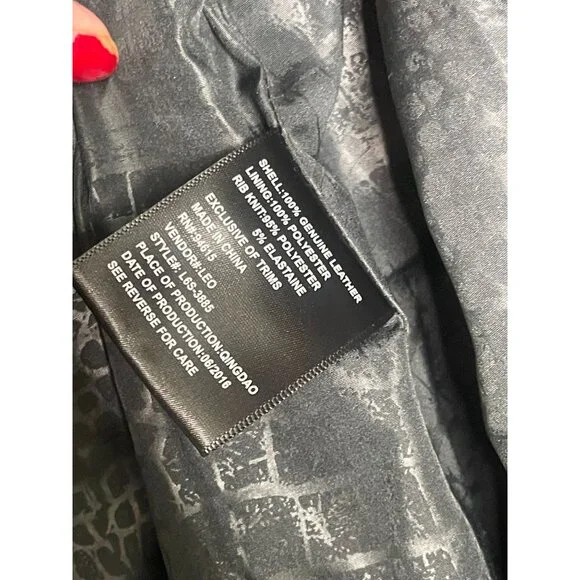 SHELL:100% GENUINE LEATHER
LINING:100% POLYESTER
RIB KNIT:95% POLYESTER
5% ELASTAINE
EXCLUSIVE OF TRIMS
MADE IN CHINA
RN#:54615
VENDOR#:LEO
STYLE#: L6S-3885
PLACE OF PRODUCTION:QINGDAO
DATE OF PRODUCTION:06/2016
SEE REVERSE FOR CARE